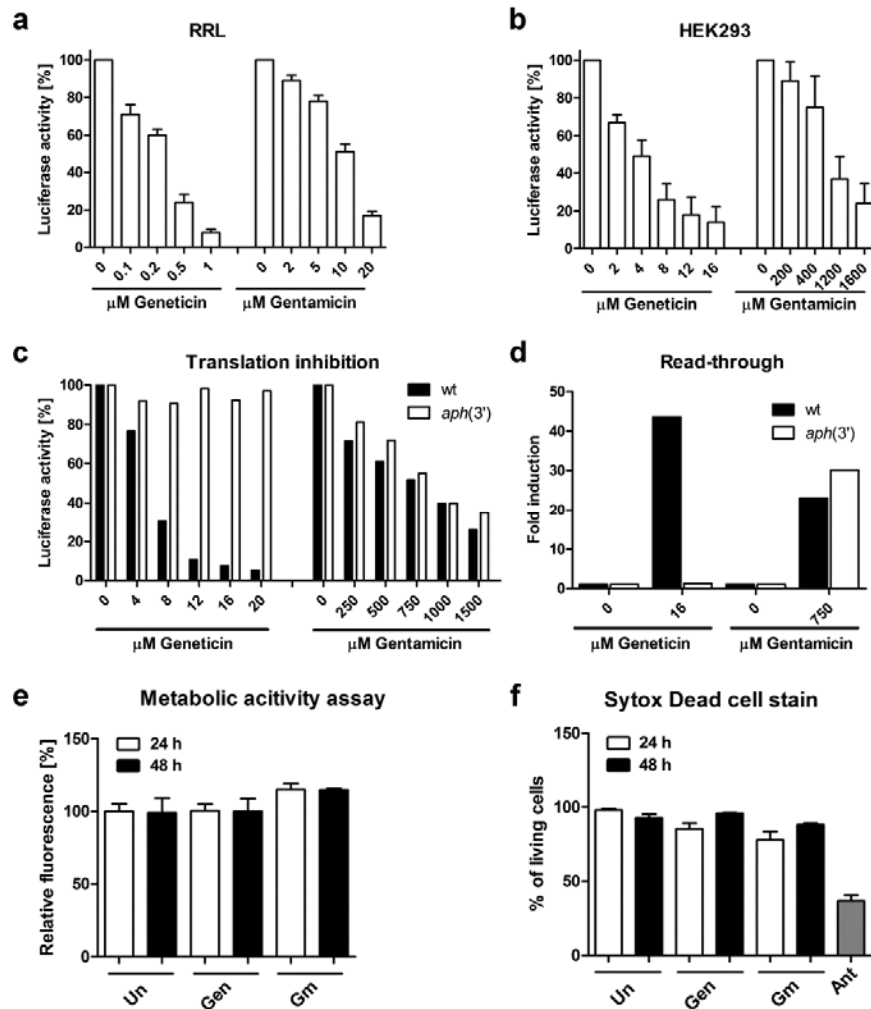 a
RRL
Luciferase activity [%]
100
80
60
40
20
0
0 0.1 0.2 0.5 1 0 2 5 10 20
μM Geneticin μM Gentamicin
b
HEK293
Luciferase activity [%]
100
80
60
40
20
0
0 2 4 8 12 16 0 200 400 1200 1600
μM Geneticin μM Gentamicin
c
Translation inhibition
Luciferase activity [%]
100
80
60
40
20
0
wt
aph(3')
0 4 8 12 16 20 0 250 500 750 1000 1500
μM Geneticin μM Gentamicin
d
Read-through
Fold induction
50
40
30
20
10
0
wt
aph(3')
0 16 0 750
μM Geneticin μM Gentamicin
e
Metabolic acitivity assay
Relative fluorescence [%]
150
100
50
0
24 h
48 h
Un Gen Gm
f
Sytox Dead cell stain
% of living cells
150
100
50
0
24 h
48 h
Un Gen Gm Ant